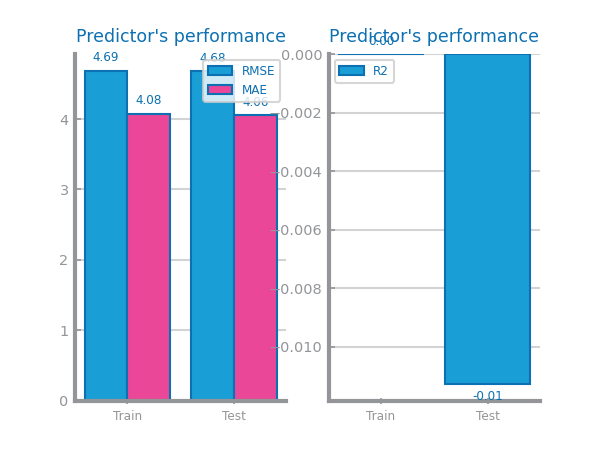 Predictor's performance
4.69
4.68
RMSE
MAE
4.08
4.06
4
3
2
1
0
Train
Test
Predictor's performance
0.00
0.000
R2
-0.002
-0.004
-0.006
-0.008
-0.010
-0.01
Train
Test